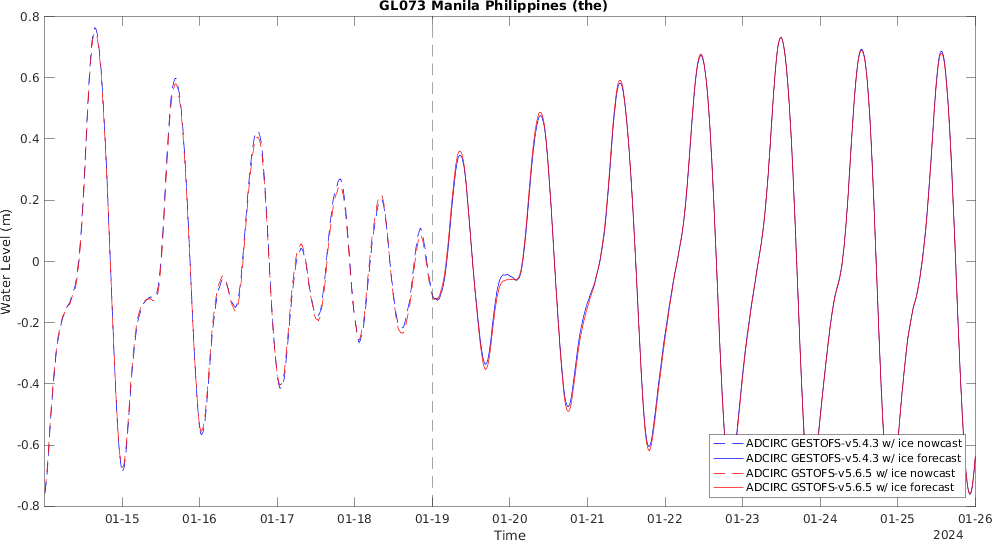 GL073 Manila Philippines (the)
Water Level (m)
0.8
0.6
0.4
0.2
0
-0.2
-0.4
-0.6
-0.8
01-15 01-16 01-17 01-18 01-19 01-20 01-21 01-22 01-23 01-24 01-25 01-26
Time
2024
ADCIRC GESTOFS-v5.4.3 w/ ice nowcast
ADCIRC GESTOFS-v5.4.3 w/ ice forecast
ADCIRC GSTOFS-v5.6.5 w/ ice nowcast
ADCIRC GSTOFS-v5.6.5 w/ ice forecast